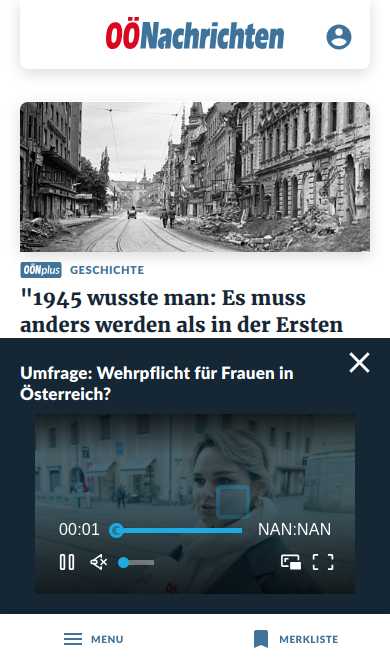 OÖNachrichten
OÖNplus GESCHICHTE
"1945 wusste man: Es muss
anders werden als in der Ersten
Umfrage: Wehrpflicht für Frauen in
Österreich?
00:01 NAN:NAN
MENU MERKLISTE